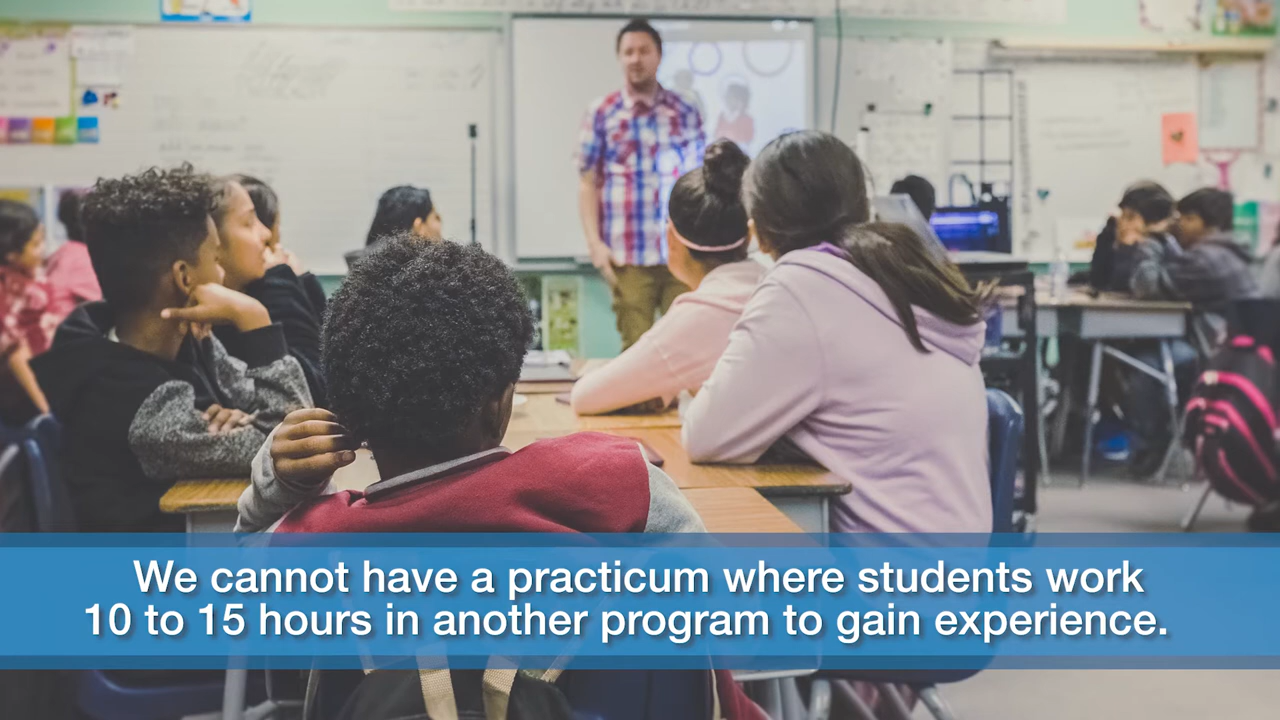 We cannot have a practicum where students work
10 to 15 hours in another program to gain experience.